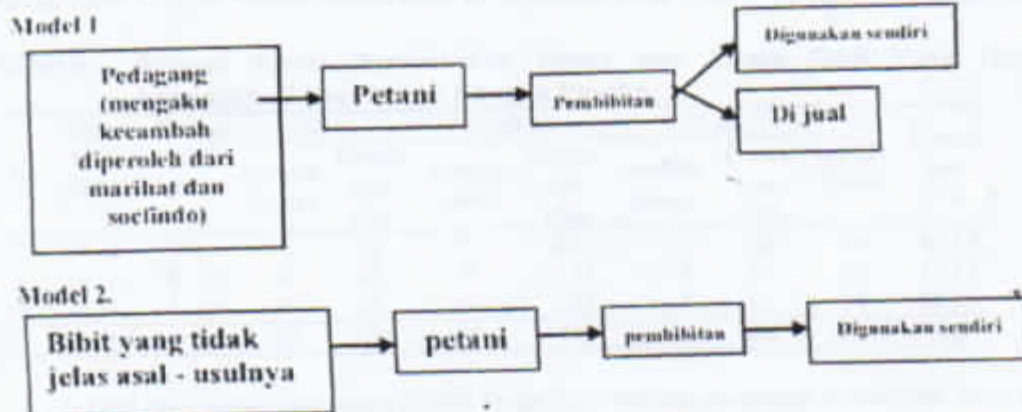 Model 1
Pedagang
(mengaku
kecambah
diperoleh dari
marihat dan
socfindo)
Petani
Pembibitan
Digunakan sendiri
Di jual
Model 2.
Bibit yang tidak
jelas asal - usulnya
petani
pembibitan
Digunakan sendiri